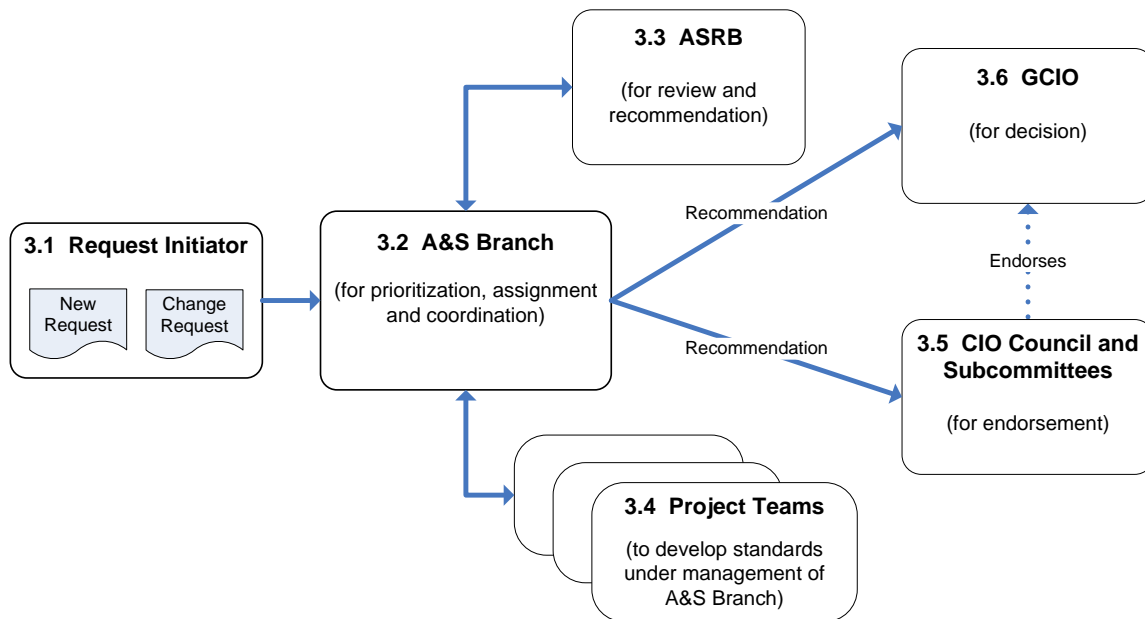 3.1  Request Initiator
New
Request
Change
Request
3.2  A&S Branch
(for prioritization, assignment
and coordination)
3.3  ASRB
(for review and
recommendation)
3.4  Project Teams
(to develop standards
under management of
A&S Branch)
Recommendation
Recommendation
3.6  GCIO
(for decision)
Endorses
3.5  CIO Council and
Subcommittees
(for endorsement)